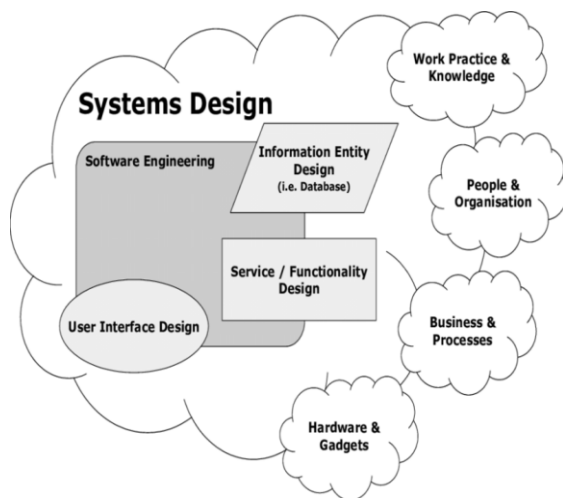 Work Practice &
Knowledge
Systems Design
Software Engineering
Information Entity
Design
(i.e. Database)
People &
Organisation
Service / Functionality
Design
User Interface Design
Business &
Processes
Hardware &
Gadgets